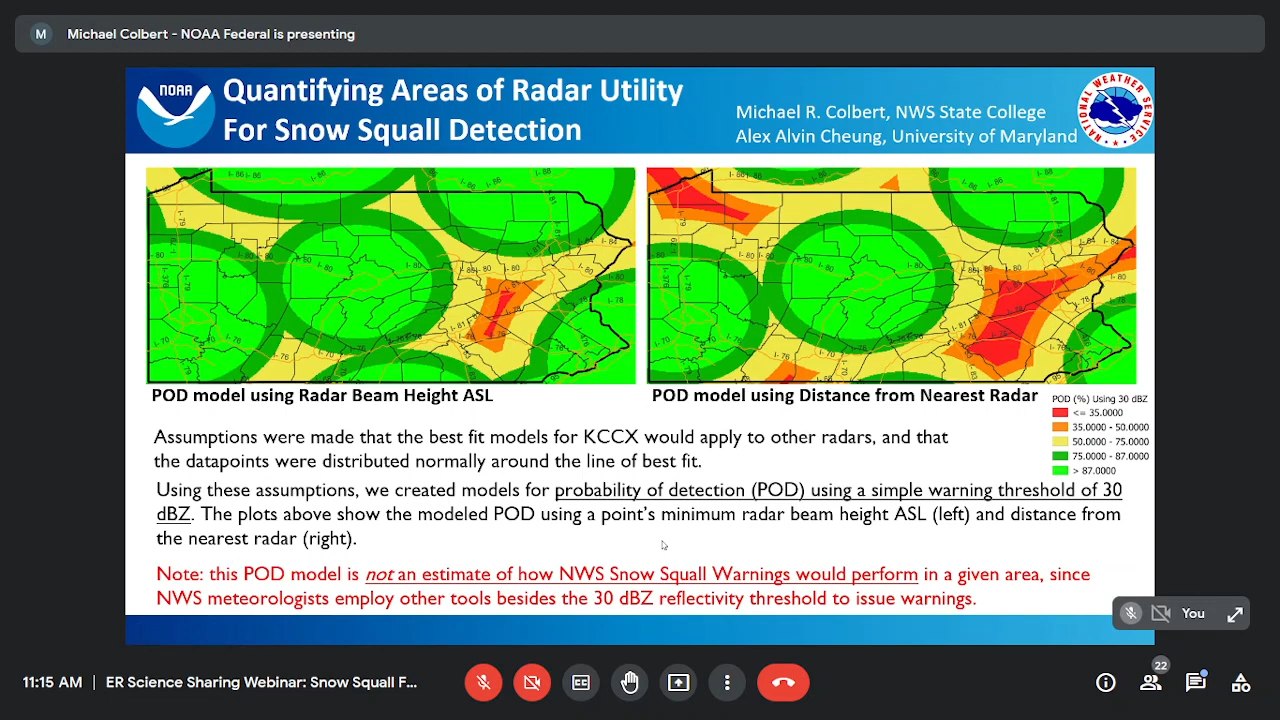 M Michael Colbert - NOAA Federal is presenting
NOAA
Quantifying Areas of Radar Utility
For Snow Squall Detection
Michael R. Colbert, NWS State College
Alex Alvin Cheung, University of Maryland
NATIONAL WEATHER SERVICE
POD model using Radar Beam Height ASL
POD model using Distance from Nearest Radar
POD (%) Using 30 dBZ
<= 35.0000
35.0000 - 50.0000
50.0000 - 75.0000
75.0000 - 87.0000
> 87.0000
Assumptions were made that the best fit models for KCCX would apply to other radars, and that
the datapoints were distributed normally around the line of best fit.
Using these assumptions, we created models for probability of detection (POD) using a simple warning threshold of 30
dBZ. The plots above show the modeled POD using a point's minimum radar beam height ASL (left) and distance from
the nearest radar (right).
Note: this POD model is not an estimate of how NWS Snow Squall Warnings would perform in a given area, since
NWS meteorologists employ other tools besides the 30 dBZ reflectivity threshold to issue warnings.
You
11:15 AM | ER Science Sharing Webinar: Snow Squall F...
CC
22